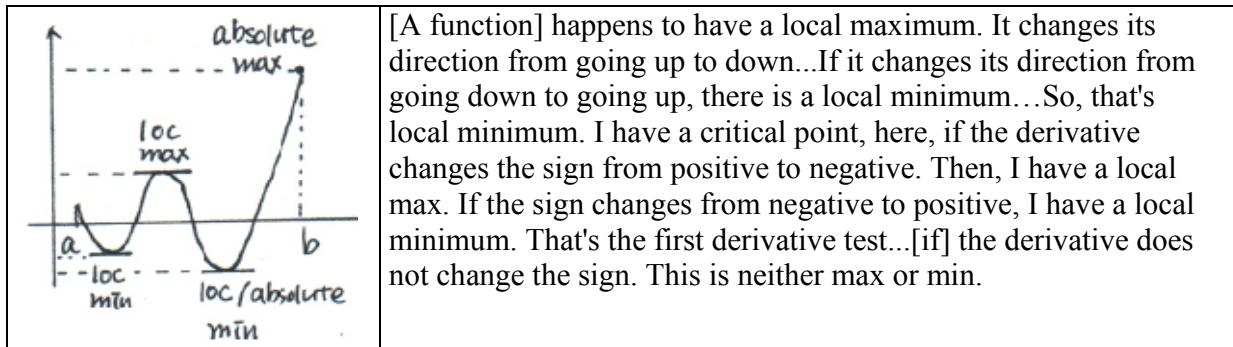 absolute
max
loc
max
a
b
loc
min
loc/absolute
min
[A function] happens to have a local maximum. It changes its
direction from going up to down...If it changes its direction from
going down to going up, there is a local minimum…So, that's
local minimum. I have a critical point, here, if the derivative
changes the sign from positive to negative. Then, I have a local
max. If the sign changes from negative to positive, I have a local
minimum. That's the first derivative test...[if] the derivative does
not change the sign. This is neither max or min.